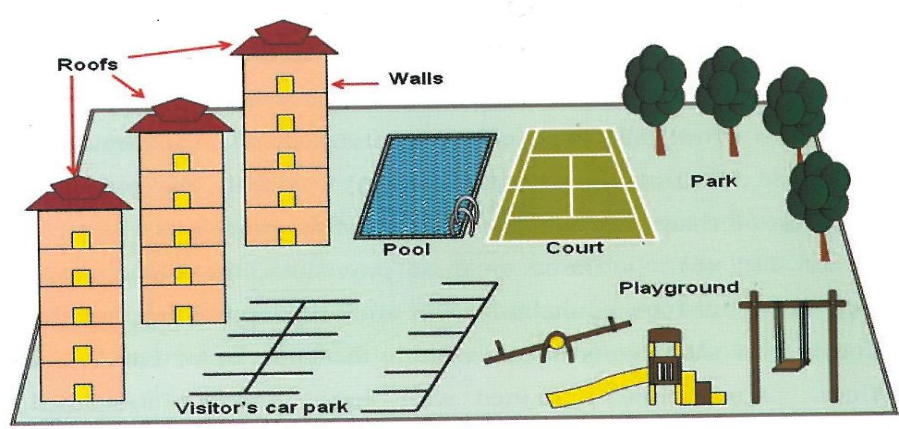 Roofs
Walls
Park
Pool
Court
Playground
Visitor's car park